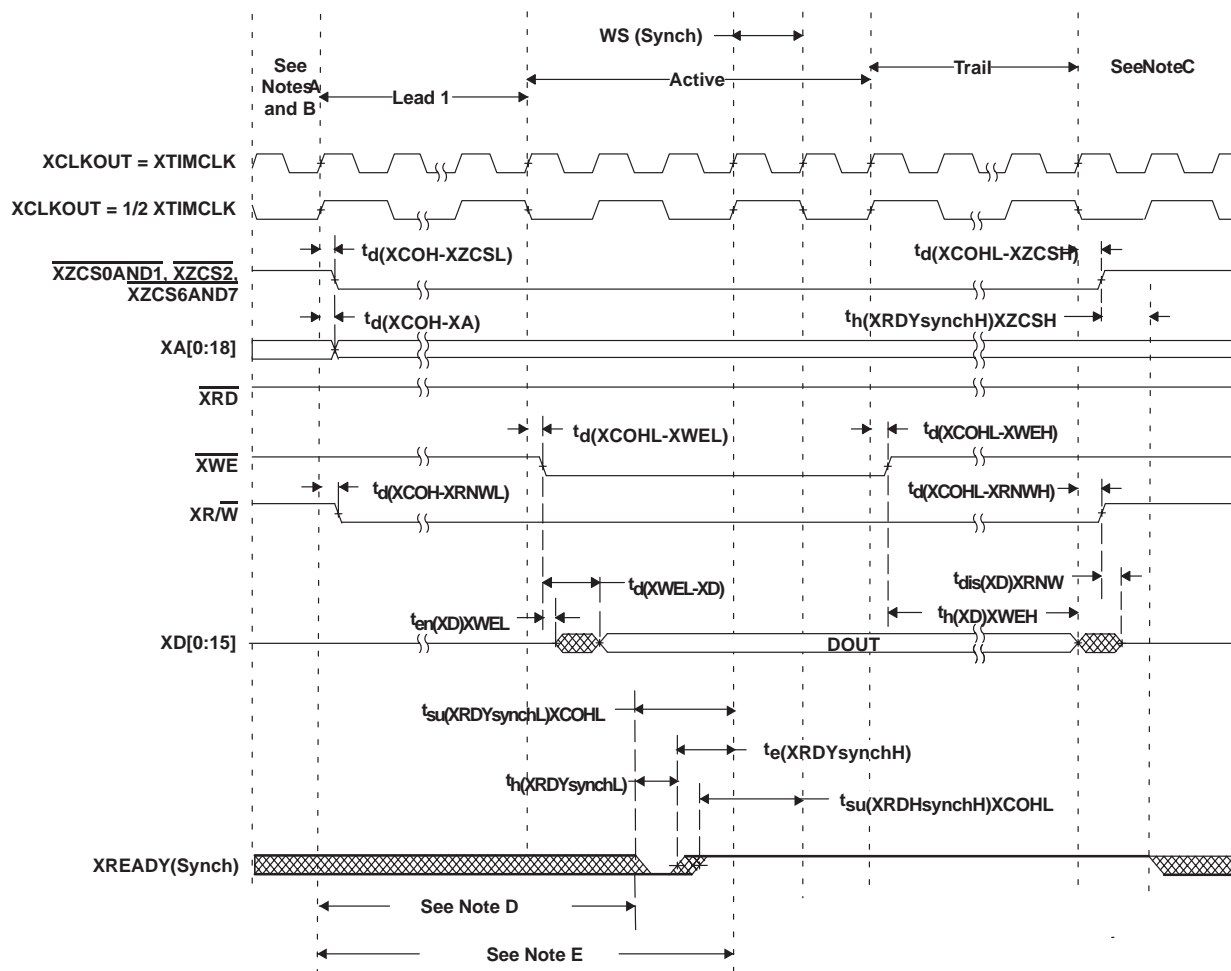 WS (Synch)
See
NotesA
and B
Lead 1
Active
Trail
SeeNoteC
XCLKOUT = XTIMCLK
XCLKOUT = 1/2 XTIMCLK
XZCS0AND1, XZCS2,
XZCS6AND7
td(XCOH-XZCSL)
td(XCOHL-XZCSH)
td(XCOH-XA)
th(XRDYsynchH)XZCSH
XA[0:18]
XRD
td(XCOHL-XWEL)
td(XCOHL-XWEH)
XWE
td(XCOH-XRNWL)
td(XCOHL-XRNWH)
XR/W
td(XWEL-XD)
tdis(XD)XRNW
ten(XD)XWEL
th(XD)XWEH
XD[0:15]
DOUT
tsu(XRDYsynchL)XCOHL
te(XRDYsynchH)
th(XRDYsynchL)
tsu(XRDHsynchH)XCOHL
XREADY(Synch)
See Note D
See Note E